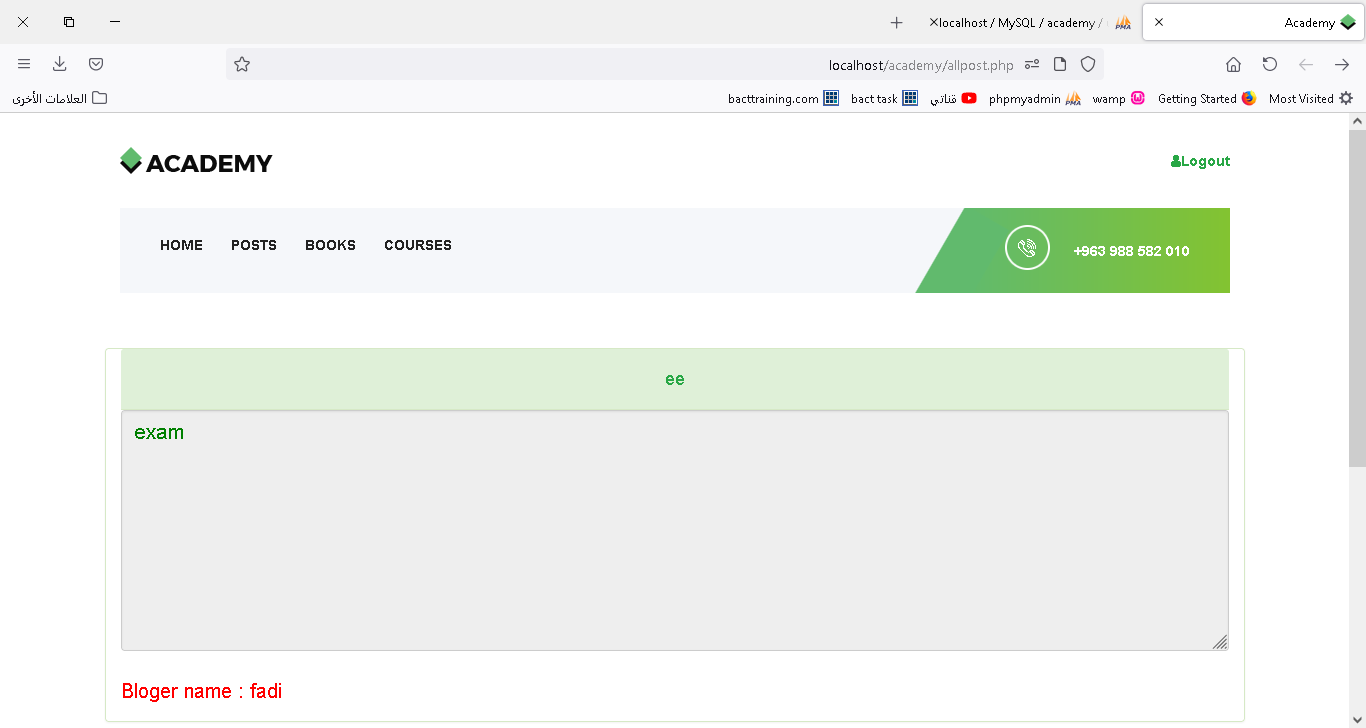 Academy
localhost / MySQL / academy /
localhost/academy/allpost.php
Most Visited
Getting Started
wamp
phpmyadmin
قناتي
bact task
bacttraining.com
العلامات الأخرى
ACADEMY
Logout
HOME POSTS BOOKS COURSES
+963 988 582 010
ee
exam
Bloger name : fadi